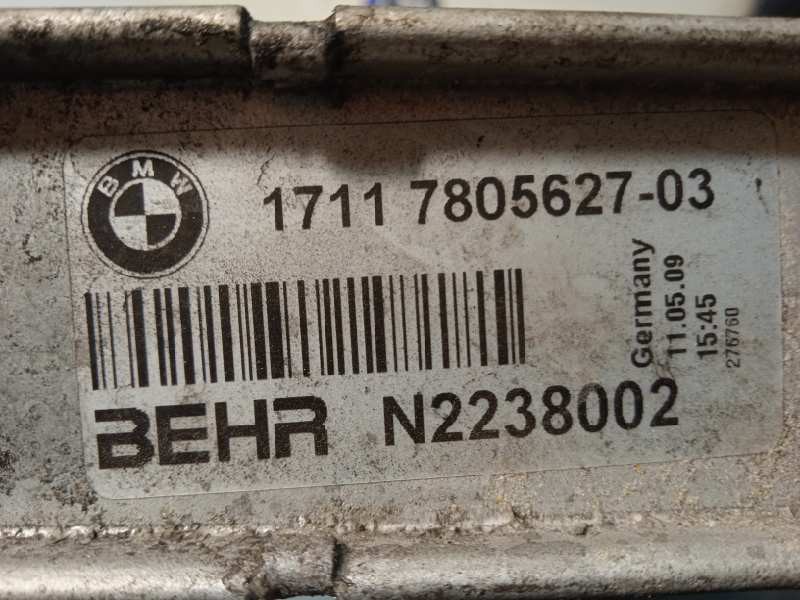 BMW
1711 7805627-03
Germany
11.05.09
15:45
276760
BEHR N2238002